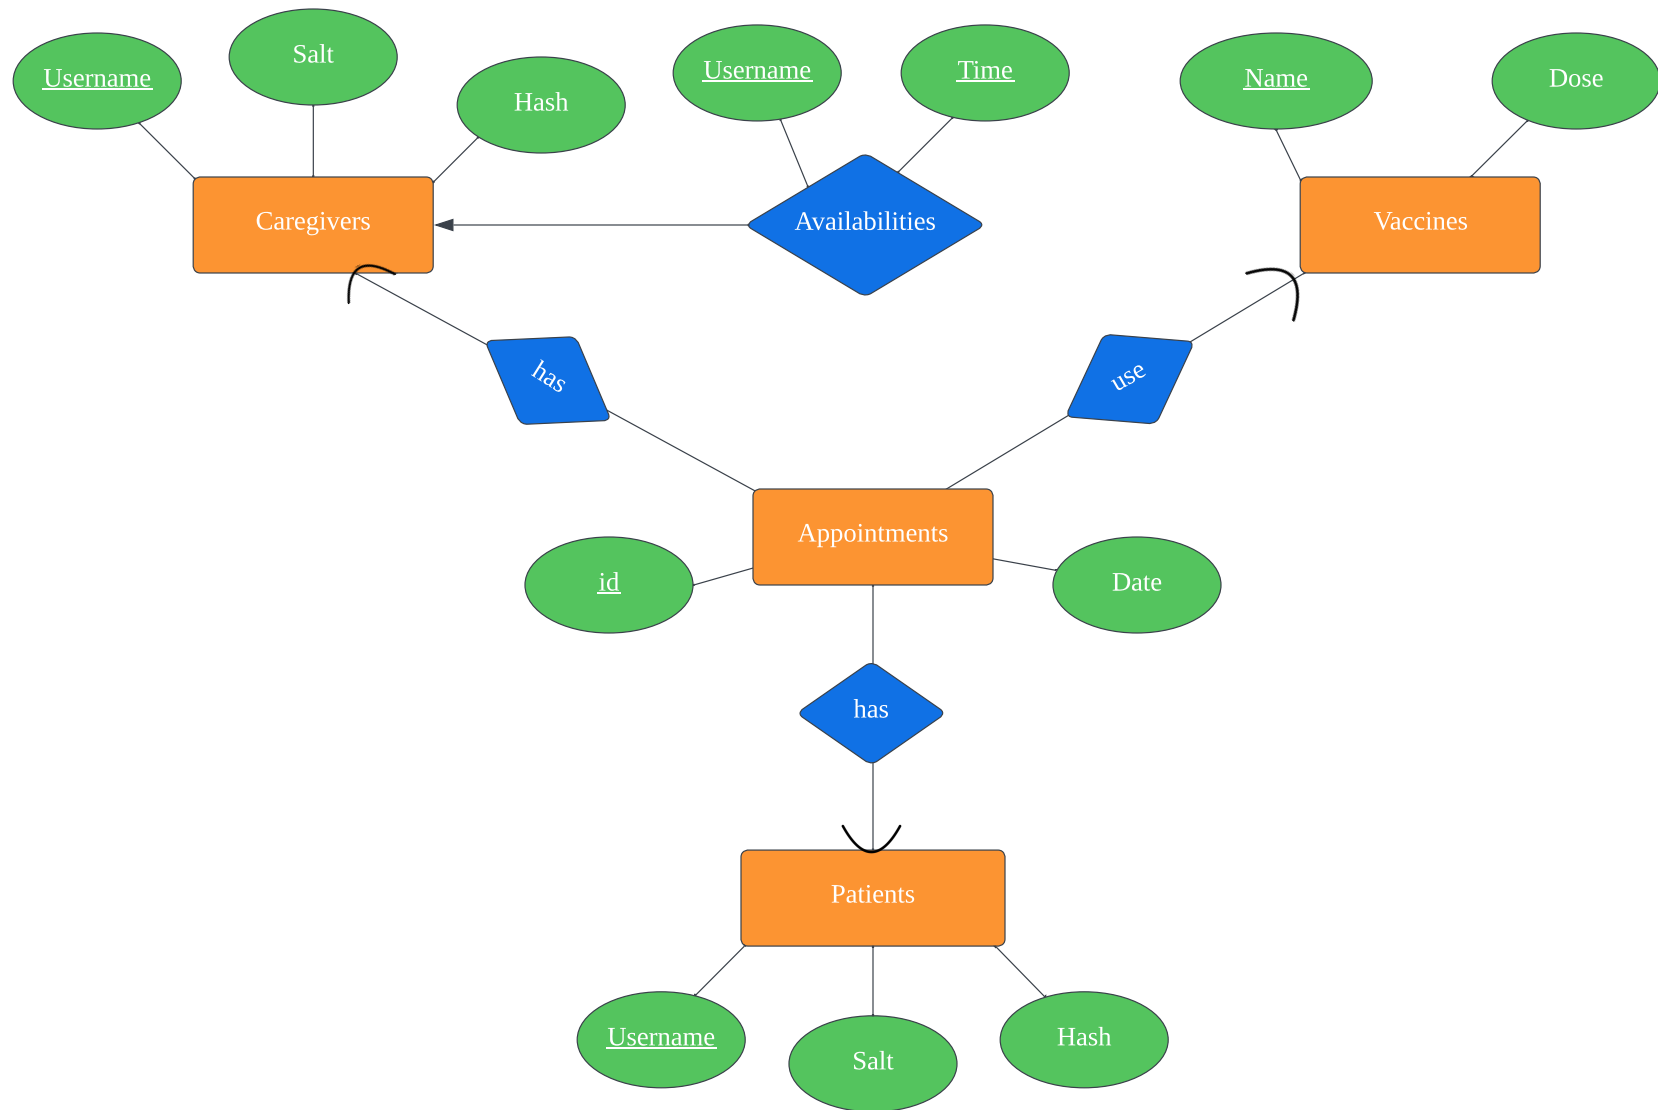 Username
Salt
Hash
Username
Time
Name
Dose
Caregivers
Availabilities
Vaccines
has
use
Appointments
id
Date
has
Patients
Username
Salt
Hash